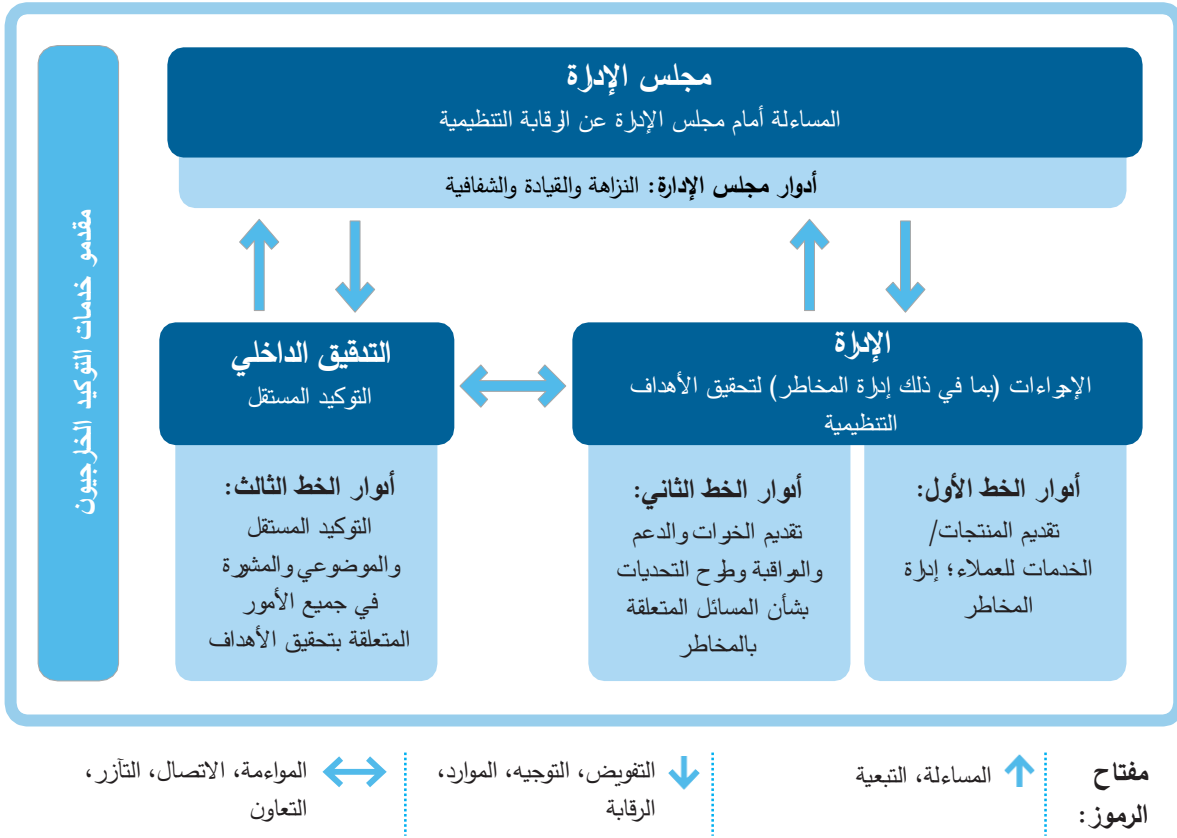 مجلس الإدارة
المساءلة أمام مجلس الإدارة عن الرقابة التنظيمية
أدوار مجلس الإدارة: النزاهة والقيادة والشفافية
مقدمو خدمات التوكيد الخارجيون
الإدارة
الإجراءات (بما في ذلك إدارة المخاطر) لتحقيق الأهداف
التنظيمية
التدقيق الداخلي
التوكيد المستقل
أدوار الخط الأول:
تقديم المنتجات/
الخدمات للعملاء؛ إدارة
المخاطر
أدوار الخط الثاني:
تقديم الخبرات والدعم
والمراقبة وطرح التحديات
بشأن المسائل المتعلقة
بالمخاطر
أدوار الخط الثالث:
التوكيد المستقل
والموضوعي والمشورة
في جميع الأمور
المتعلقة بتحقيق الأهداف
مفتاح
الرموز:
المساءلة، التبعية
التفويض، التوجيه، الموارد،
الرقابة
المواءمة، الاتصال، التآزر،
التعاون